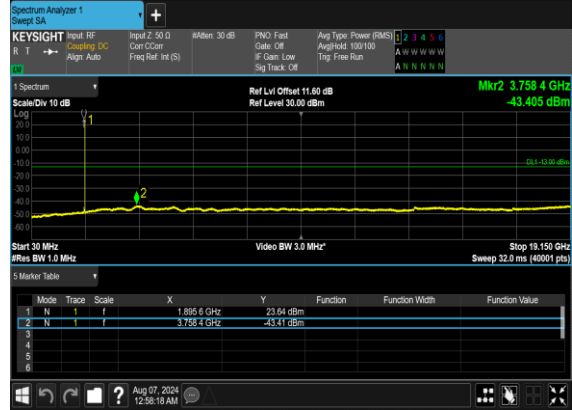 Spectrum Analyzer 1
Swept SA
+
KEYSIGHT Input: RF Input Z: 50 Ω #Atten: 30 dB PNO: Fast Avg Type: Power (RMS) 1 2 3 4 5 6
R T Coupling: DC Corr CCorr Gate: Off Avg|Hold: 100/100 A W W W W W
Align: Auto Freq Ref: Int (S) IF Gain: Low Trig: Free Run
Sig Track: Off A N N N N N
1 Spectrum Ref Lvl Offset 11.60 dB Mkr2 3.758 4 GHz
Scale/Div 10 dB Ref Level 30.00 dBm -43.405 dBm
Log
20.0
10.0
0.00
-10.0
-20.0
-30.0
-40.0
-50.0
-60.0
1
2
DL1 -13.00 dBm
Start 30 MHz Video BW 3.0 MHz* Stop 19.150 GHz
#Res BW 1.0 MHz Sweep 32.0 ms (40001 pts)
5 Marker Table
Mode Trace Scale X Y Function Function Width Function Value
1 N 1 f 1.895 6 GHz 23.64 dBm
2 N 1 f 3.758 4 GHz -43.41 dBm
3
4
5
6
? Aug 07, 2024
12:58:18 AM